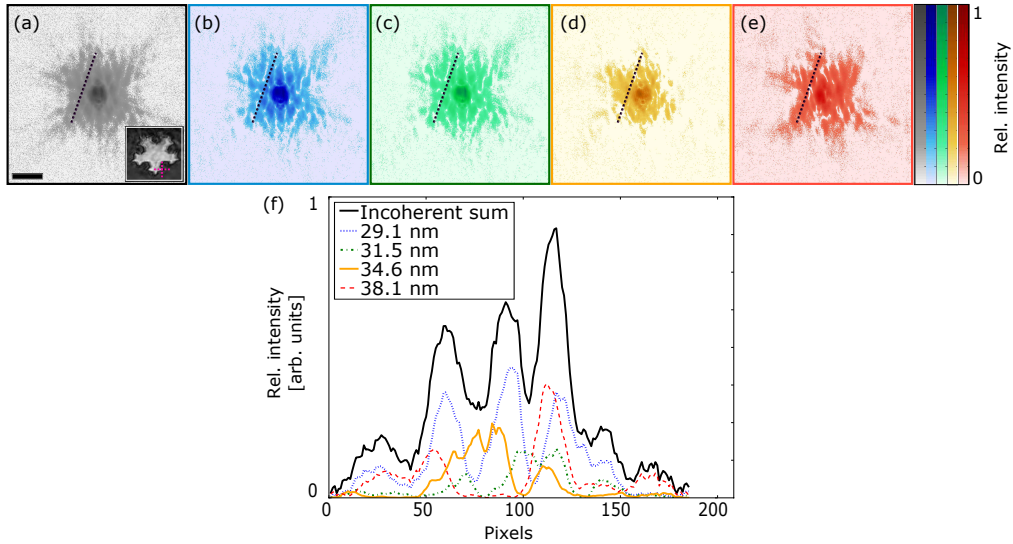 (a)
(b)
(c)
(d)
(e)
1
0
Rel. intensity
(f)
1
0
Rel. intensity
[arb. units]
Incoherent sum
29.1 nm
31.5 nm
34.6 nm
38.1 nm
50
100
150
200
Pixels